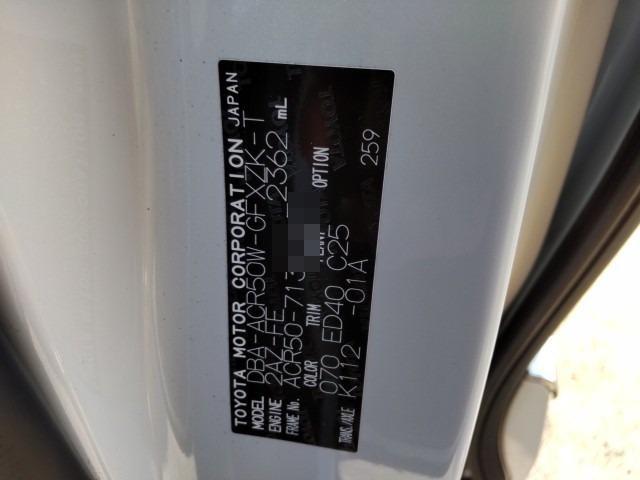 TOYOTA MOTOR CORPORATION JAPAN
MODEL DBA-ACR50W-GFXZK-T
ENGINE 2AZ-FE 2362 mL
FRAME No. ACR50-713
COLOR TRIM PLANT OPTION
070 ED40 C25 259
TRANS./AXLE K112 -01A